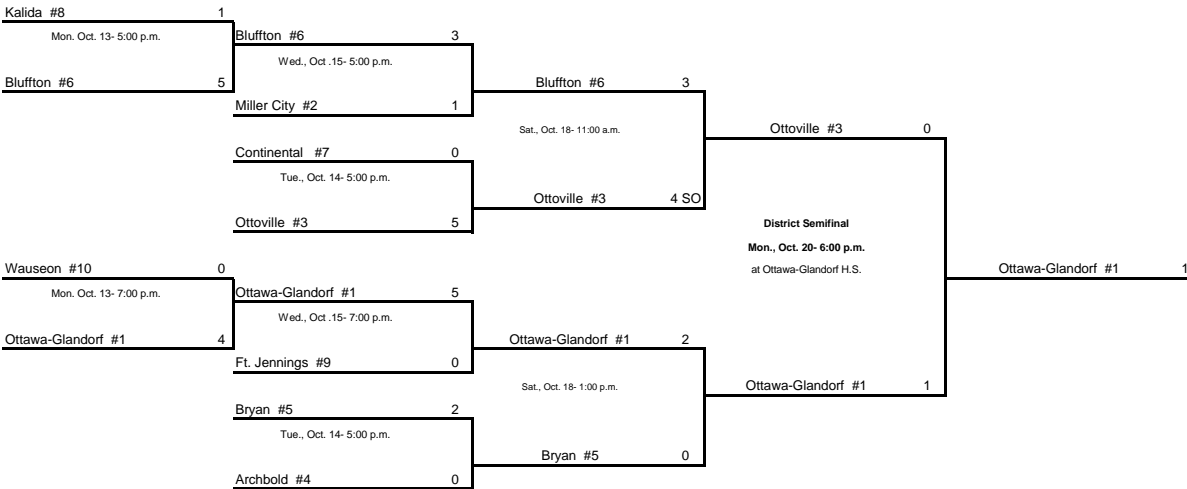 Kalida #8 1
Mon. Oct. 13- 5:00 p.m.
Bluffton #6 5
Bluffton #6 3
Wed., Oct .15- 5:00 p.m.
Miller City #2 1
Continental #7 0
Tue., Oct. 14- 5:00 p.m.
Ottoville #3 5
Bluffton #6 3
Sat., Oct. 18- 11:00 a.m.
Ottoville #3 4 SO
Ottoville #3 0
District Semifinal
Mon., Oct. 20- 6:00 p.m.
at Ottawa-Glandorf H.S.
Ottawa-Glandorf #1 1
Wauseon #10 0
Mon. Oct. 13- 7:00 p.m.
Ottawa-Glandorf #1 4
Ottawa-Glandorf #1 5
Wed., Oct .15- 7:00 p.m.
Ft. Jennings #9 0
Bryan #5 2
Tue., Oct. 14- 5:00 p.m.
Archbold #4 0
Ottawa-Glandorf #1 2
Sat., Oct. 18- 1:00 p.m.
Bryan #5 0
Ottawa-Glandorf #1 1